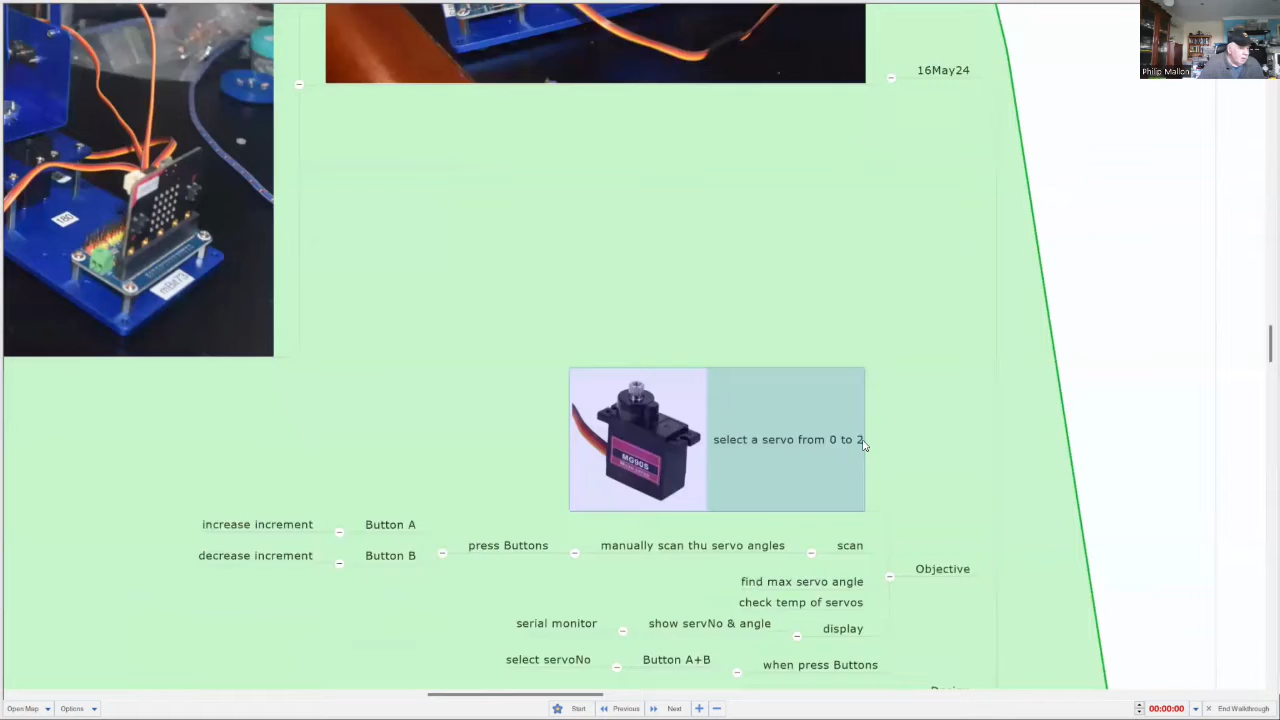 Philip Mallon
16May24
180
mBit73
MG90S
select a servo from 0 to 2
increase increment
Button A
decrease increment
Button B
press Buttons
manually scan thu servo angles
scan
Objective
find max servo angle
check temp of servos
serial monitor
show servNo & angle
display
select servoNo
Button A+B
when press Buttons
Open Map
Options
Start
Previous
Next
00:00:00
End Walkthrough